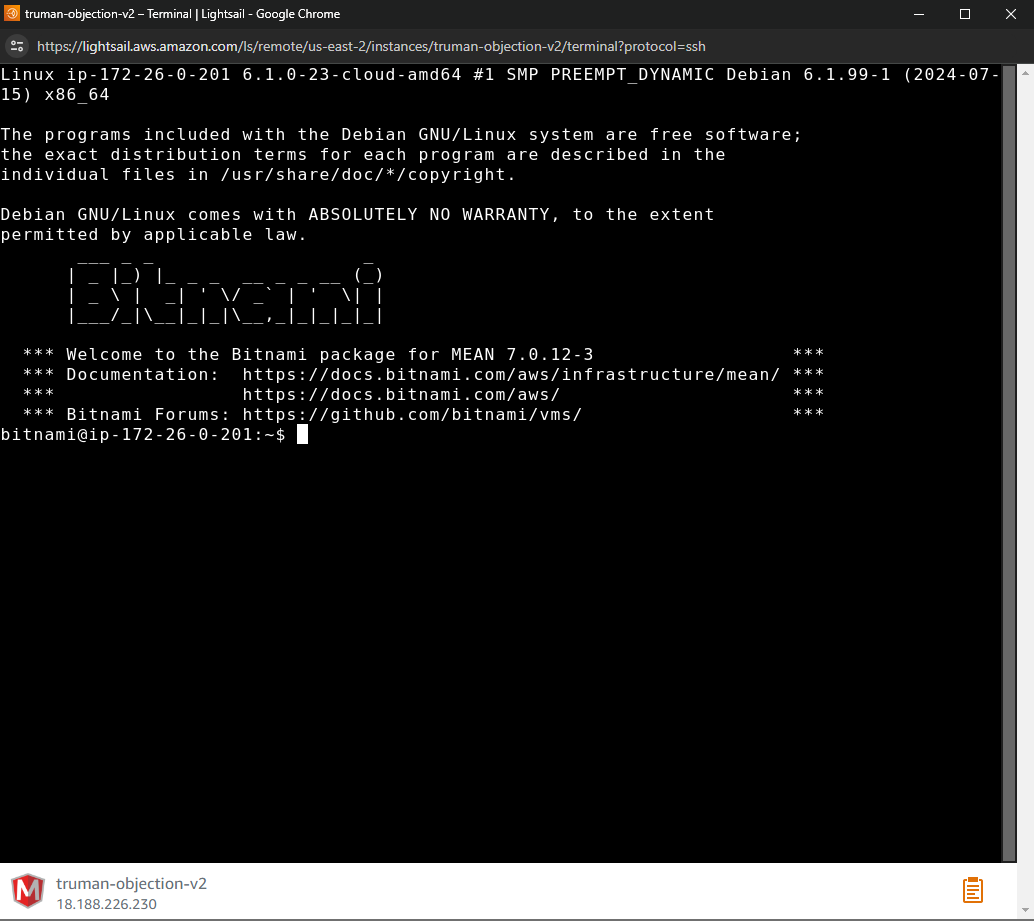 truman-objection-v2 – Terminal | Lightsail - Google Chrome
https://lightsail.aws.amazon.com/ls/remote/us-east-2/instances/truman-objection-v2/terminal?protocol=ssh
Linux ip-172-26-0-201 6.1.0-23-cloud-amd64 #1 SMP PREEMPT_DYNAMIC Debian 6.1.99-1 (2024-07-
15) x86_64
The programs included with the Debian GNU/Linux system are free software;
the exact distribution terms for each program are described in the
individual files in /usr/share/doc/*/copyright.
Debian GNU/Linux comes with ABSOLUTELY NO WARRANTY, to the extent
permitted by applicable law.
       ___ _ _                   _
      | _ |_) |_ _ _  __ _ _ __ (_)
      | _ \ |  _| ' \/ _` | '  \| |
      |___/_|\__|_|_|\__,_|_|_|_|_|
  *** Welcome to the Bitnami package for MEAN 7.0.12-3                  ***
  *** Documentation:  https://docs.bitnami.com/aws/infrastructure/mean/ ***
  ***                 https://docs.bitnami.com/aws/                     ***
  *** Bitnami Forums: https://github.com/bitnami/vms/                   ***
bitnami@ip-172-26-0-201:~$
M
truman-objection-v2
18.188.226.230